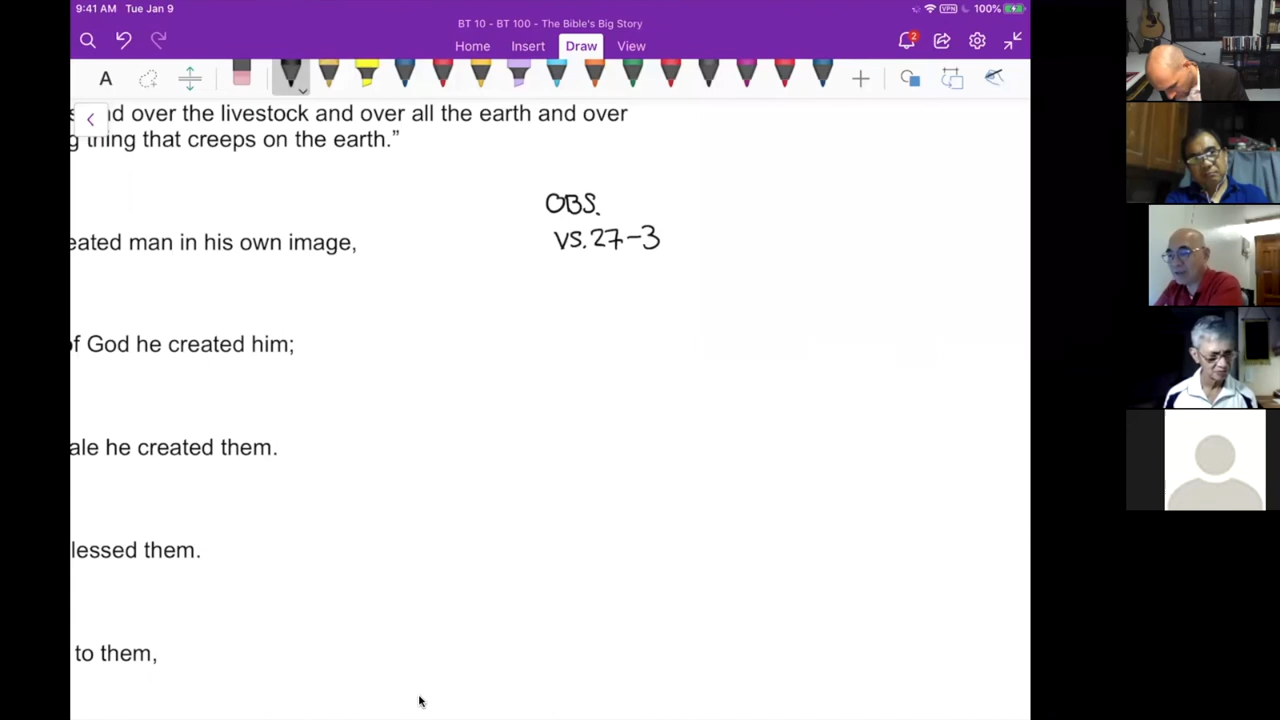 9:41 AM Tue Jan 9
VPN 100%
BT 10 - BT 100 - The Bible's Big Story
Home Insert Draw View
2
A
nd over the livestock and over all the earth and over
g thing that creeps on the earth.”
OBS.
VS. 27-3
eated man in his own image,
of God he created him;
ale he created them.
lessed them.
to them,